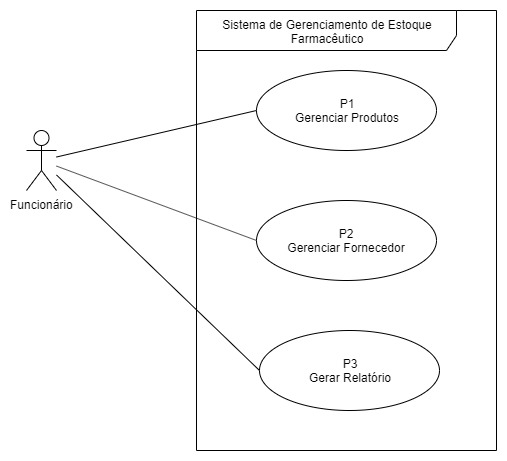 Sistema de Gerenciamento de Estoque
Farmacêutico
P1
Gerenciar Produtos
Funcionário
P2
Gerenciar Fornecedor
P3
Gerar Relatório